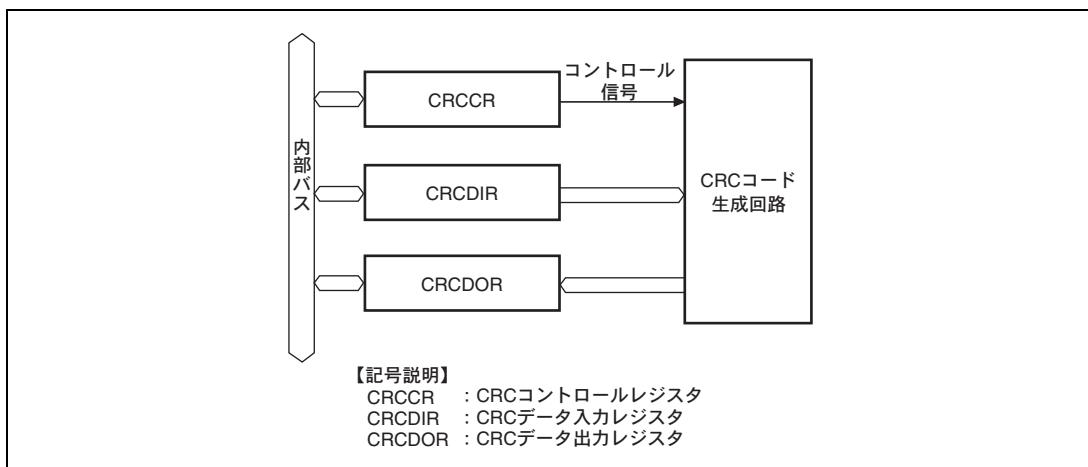 コントロール
信号
CRCCR
内部バス
CRCDIR
CRCコード
生成回路
CRCDOR
【記号説明】
CRCCR :CRCコントロールレジスタ
CRCDIR :CRCデータ入力レジスタ
CRCDOR :CRCデータ出力レジスタ